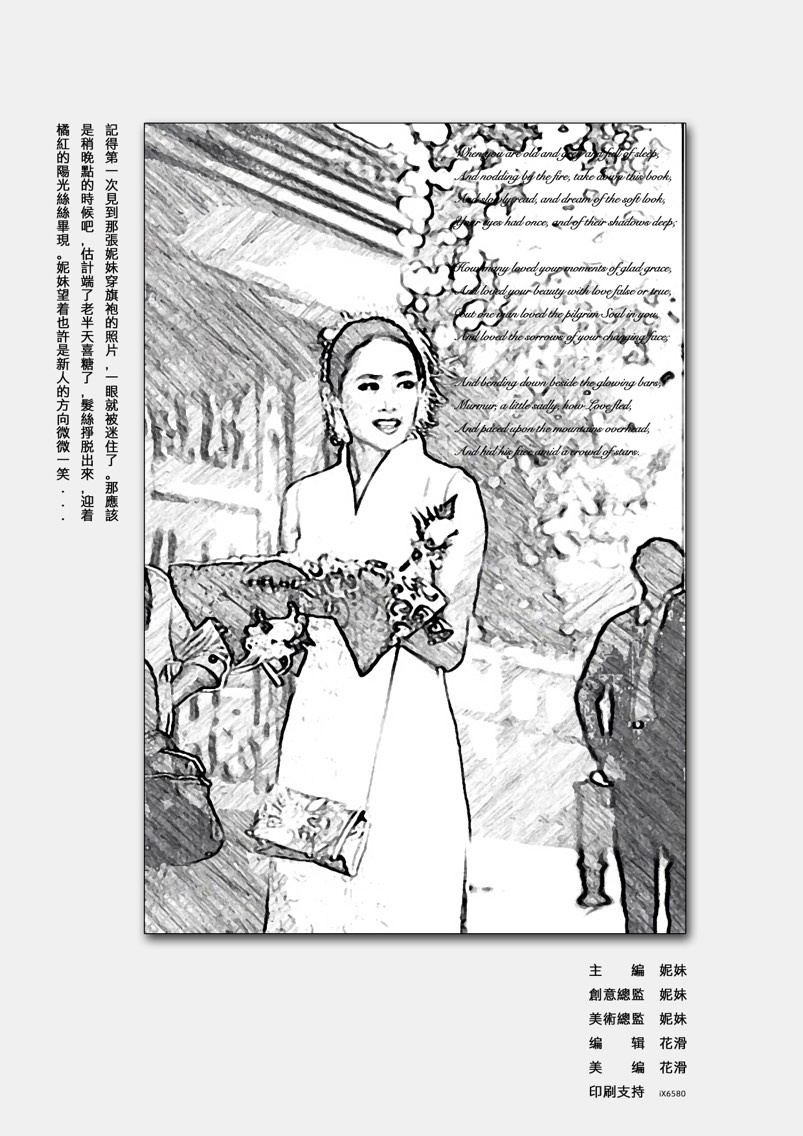 記得第一次見到那張妮妹穿旗袍的照片,一眼就被迷住了。那應該
是稍晚點的時候吧,估計端了老半天喜糖了,髮絲掙脱出來,迎着
橘紅的陽光絲絲畢現。妮妹望着也許是新人的方向微微一笑...
When you are old and grey and full of sleep,
And nodding by the fire, take down this book,
And slowly read, and dream of the soft look,
Your eyes had once, and of their shadows deep;
How many loved your moments of glad grace,
And loved your beauty with love false or true,
But one man loved the pilgrim Soul in you,
And loved the sorrows of your changing face;
And bending down beside the glowing bars,
Murmur, a little sadly, how Love fled,
And paced upon the mountains overhead,
And hid his face amid a crowd of stars.
主 編 妮妹
創意總監 妮妹
美術總監 妮妹
编 辑 花滑
美 编 花滑
印刷支持 iX6580